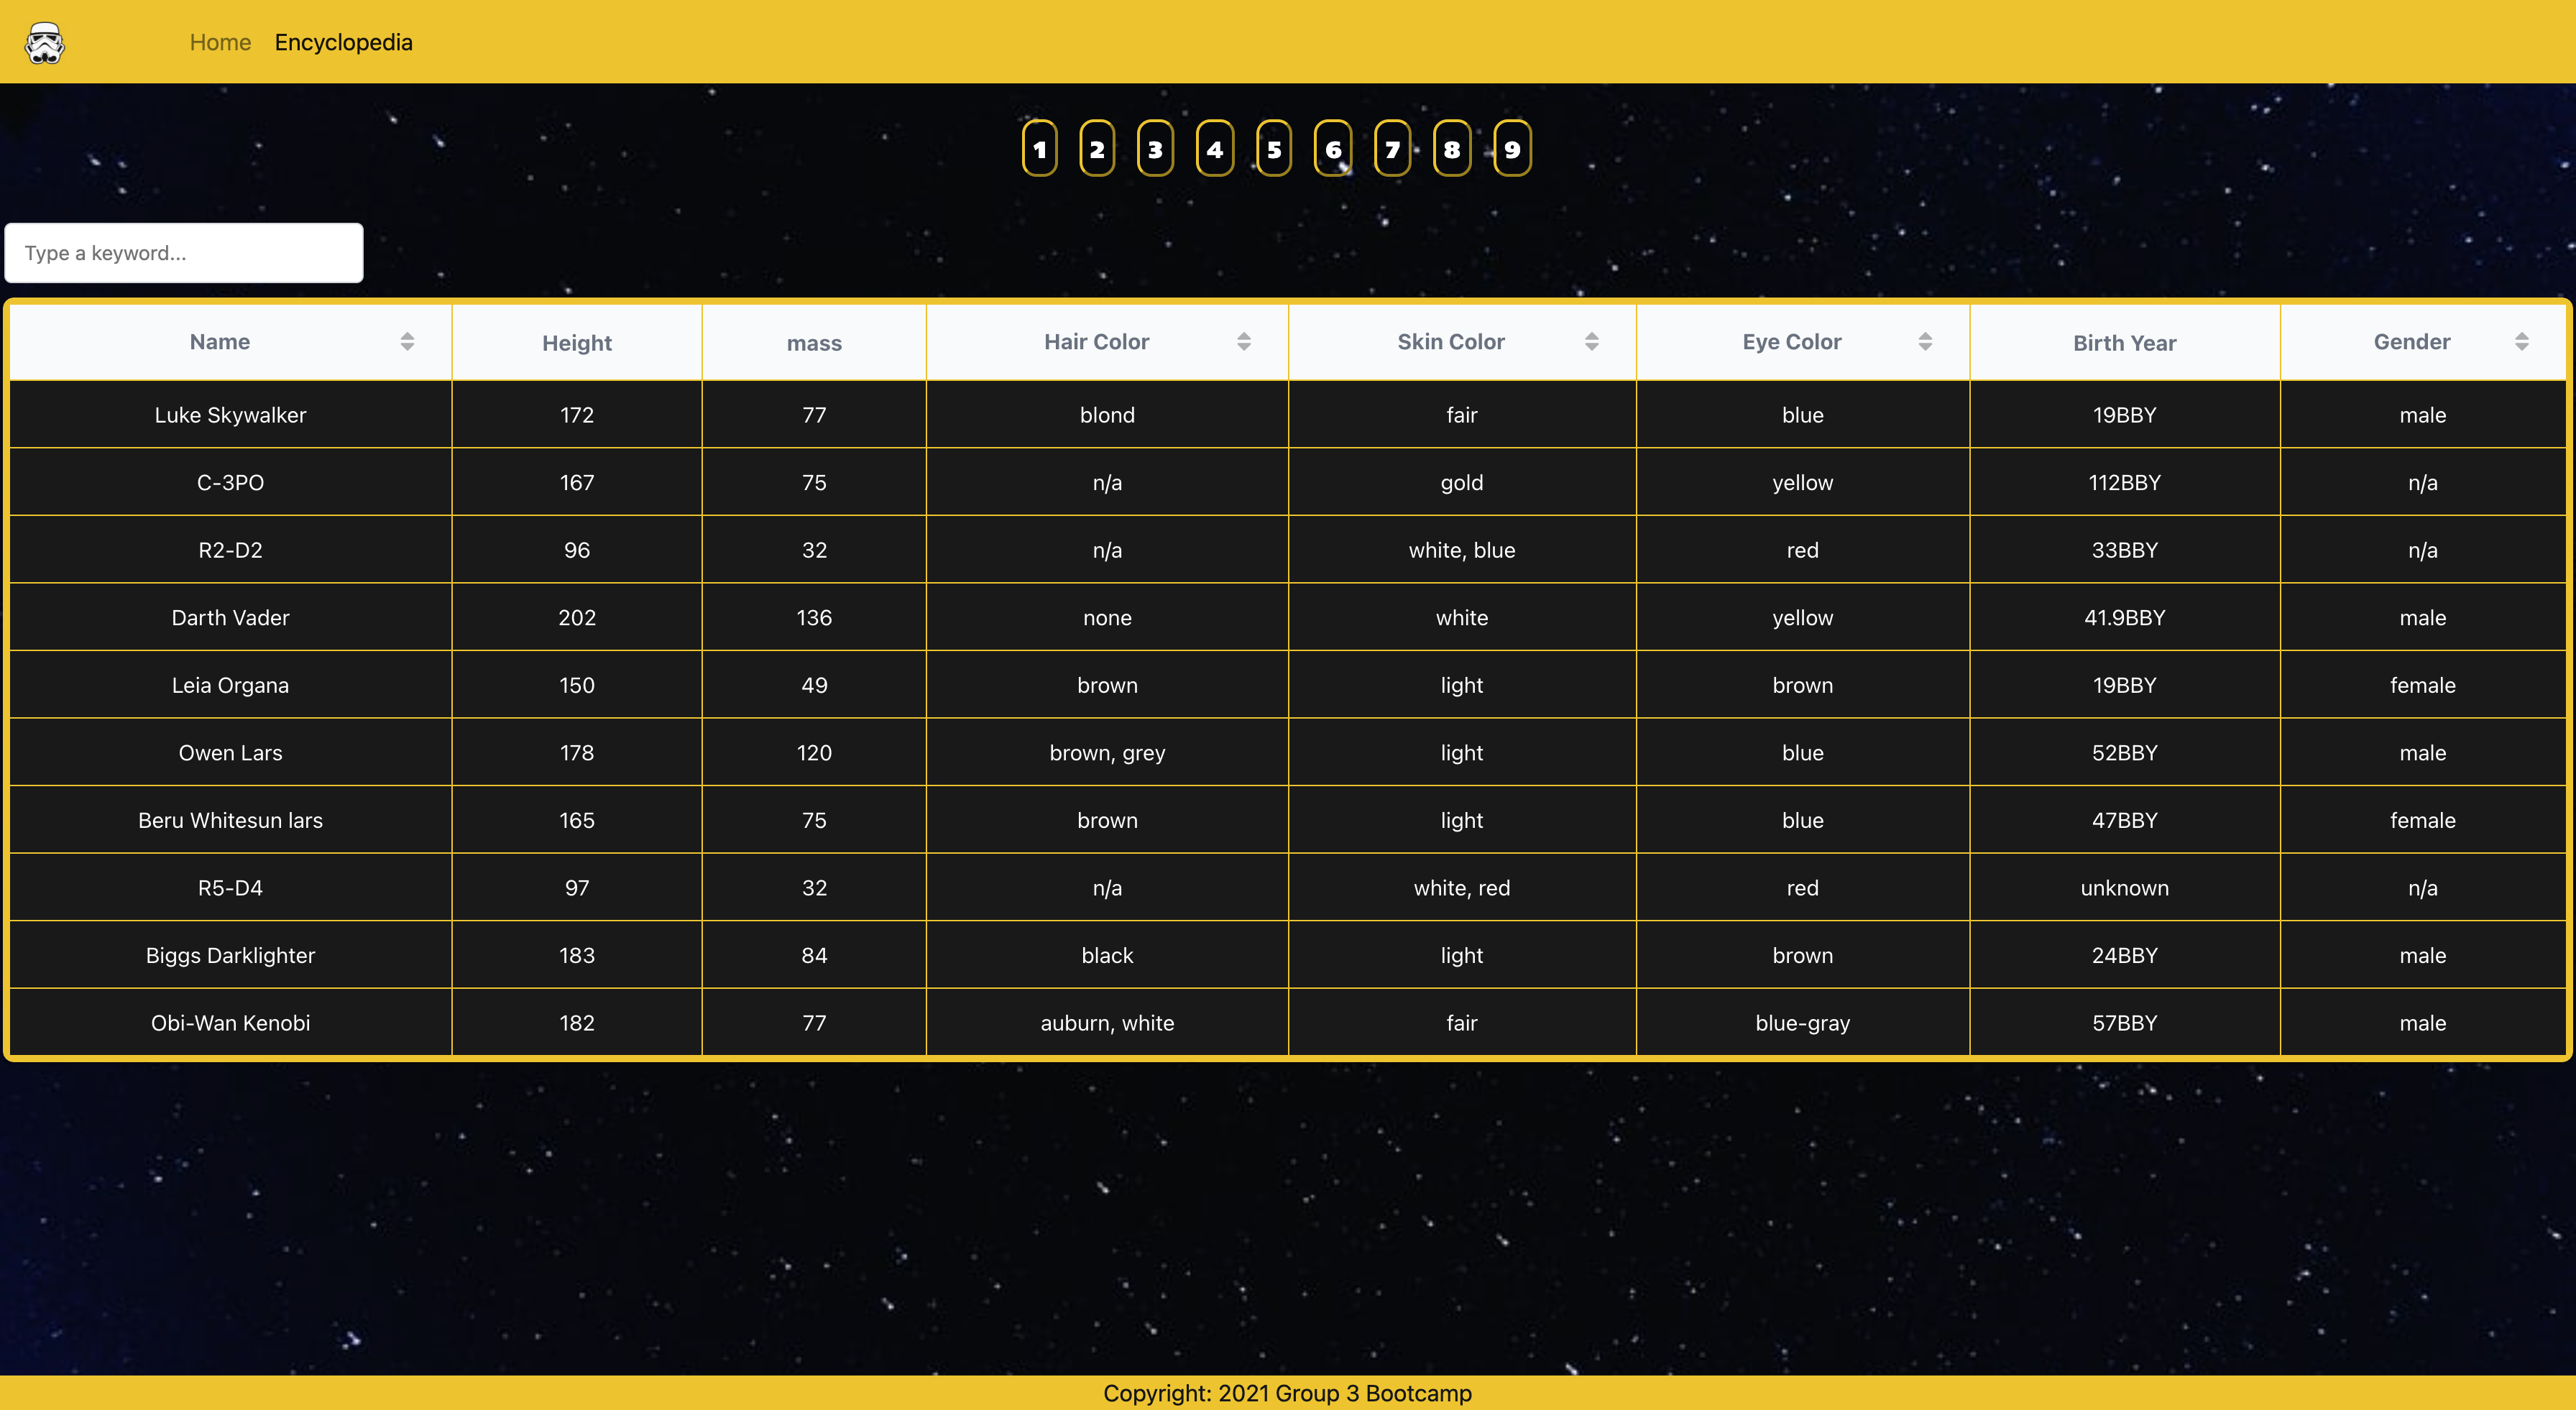 Home Encyclopedia
1 2 3 4 5 6 7 8 9
Type a keyword...
Name Height mass Hair Color Skin Color Eye Color Birth Year Gender
Luke Skywalker 172 77 blond fair blue 19BBY male
C-3PO 167 75 n/a gold yellow 112BBY n/a
R2-D2 96 32 n/a white, blue red 33BBY n/a
Darth Vader 202 136 none white yellow 41.9BBY male
Leia Organa 150 49 brown light brown 19BBY female
Owen Lars 178 120 brown, grey light blue 52BBY male
Beru Whitesun lars 165 75 brown light blue 47BBY female
R5-D4 97 32 n/a white, red red unknown n/a
Biggs Darklighter 183 84 black light brown 24BBY male
Obi-Wan Kenobi 182 77 auburn, white fair blue-gray 57BBY male
Copyright: 2021 Group 3 Bootcamp